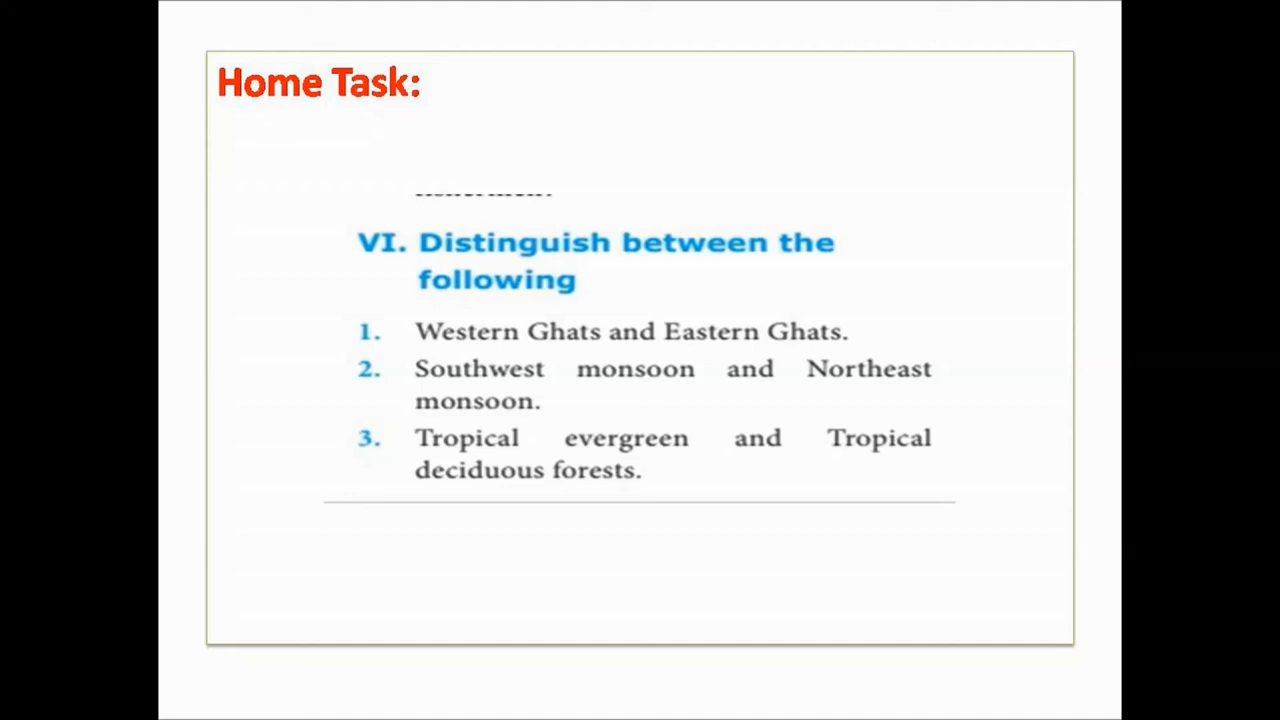 Home Task:
VI. Distinguish between the
following
1. Western Ghats and Eastern Ghats.
2. Southwest monsoon and Northeast
monsoon.
3. Tropical evergreen and Tropical
deciduous forests.